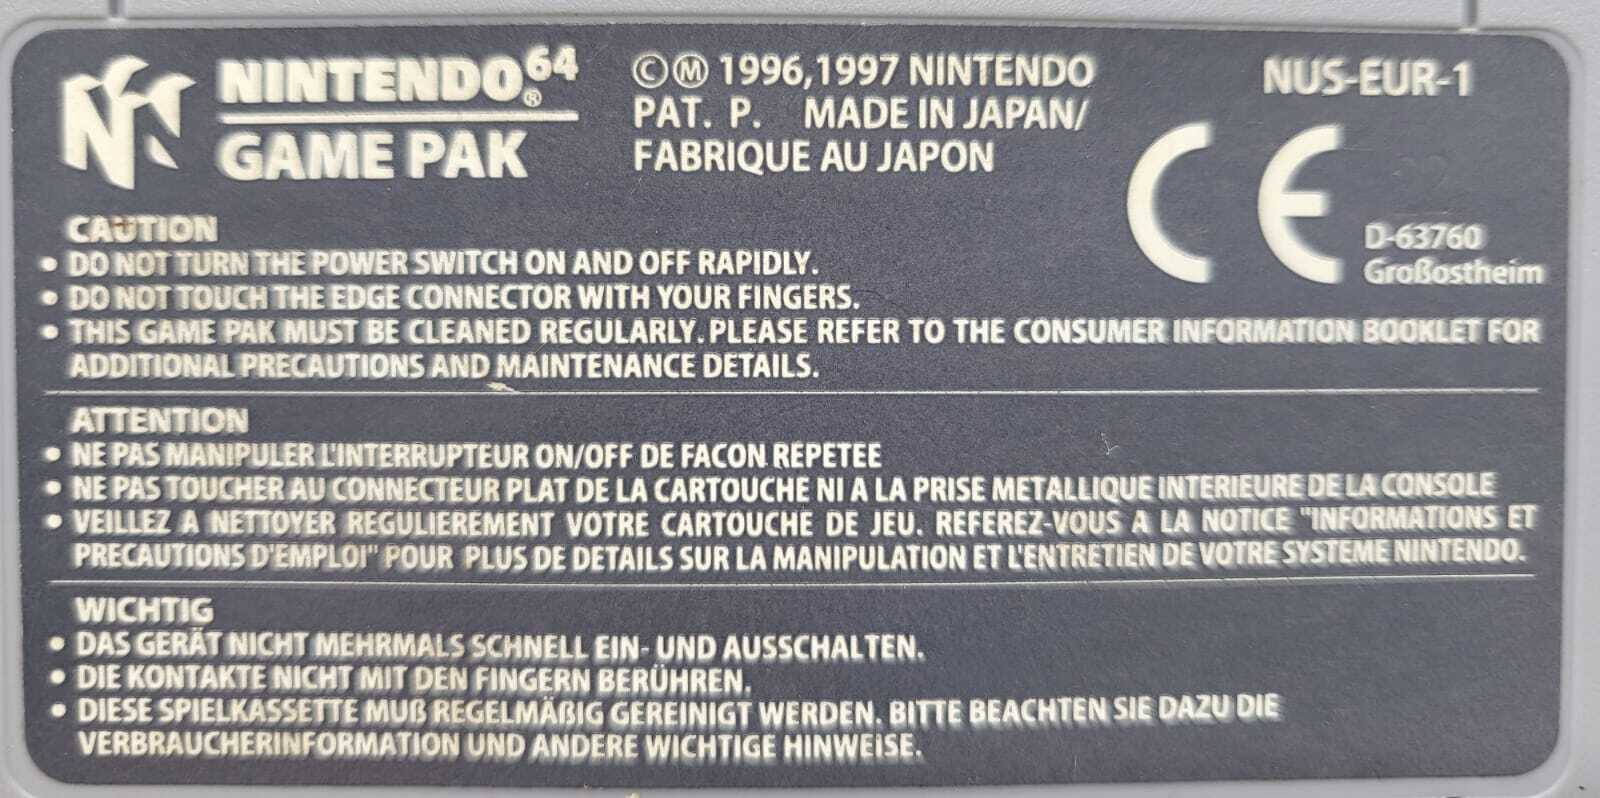 NINTENDO64®
GAME PAK
©Ⓜ 1996,1997 NINTENDO
PAT. P. MADE IN JAPAN/
FABRIQUE AU JAPON
NUS-EUR-1
CE
D-63760
Großostheim
CAUTION
• DO NOT TURN THE POWER SWITCH ON AND OFF RAPIDLY.
• DO NOT TOUCH THE EDGE CONNECTOR WITH YOUR FINGERS.
• THIS GAME PAK MUST BE CLEANED REGULARLY. PLEASE REFER TO THE CONSUMER INFORMATION BOOKLET FOR
ADDITIONAL PRECAUTIONS AND MAINTENANCE DETAILS.
ATTENTION
• NE PAS MANIPULER L'INTERRUPTEUR ON/OFF DE FACON REPETEE
• NE PAS TOUCHER AU CONNECTEUR PLAT DE LA CARTOUCHE NI A LA PRISE METALLIQUE INTERIEURE DE LA CONSOLE
• VEILLEZ A NETTOYER REGULIEREMENT VOTRE CARTOUCHE DE JEU. REFEREZ-VOUS A LA NOTICE "INFORMATIONS ET
PRECAUTIONS D'EMPLOI" POUR PLUS DE DETAILS SUR LA MANIPULATION ET L'ENTRETIEN DE VOTRE SYSTEME NINTENDO.
WICHTIG
• DAS GERÄT NICHT MEHRMALS SCHNELL EIN- UND AUSSCHALTEN.
• DIE KONTAKTE NICHT MIT DEN FINGERN BERÜHREN.
• DIESE SPIELKASSETTE MUß REGELMÄßIG GEREINIGT WERDEN. BITTE BEACHTEN SIE DAZU DIE
VERBRAUCHERINFORMATION UND ANDERE WICHTIGE HINWEISE.